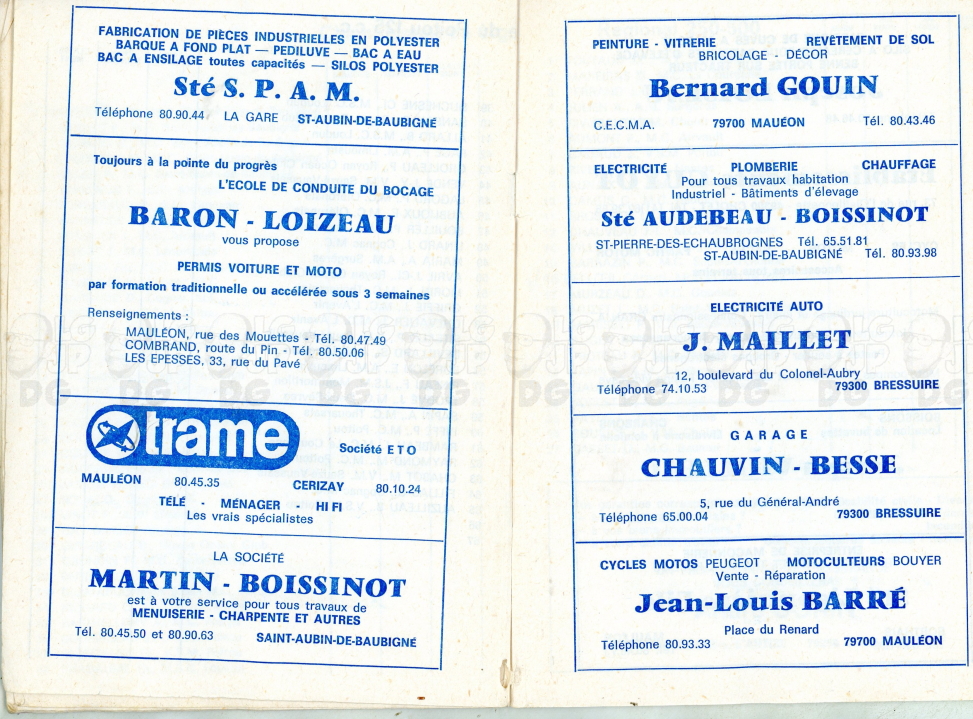 FABRICATION DE PIÈCES INDUSTRIELLES EN POLYESTER
BARQUE A FOND PLAT — PEDILUVE — BAC A EAU
BAC A ENSILAGE toutes capacités — SILOS POLYESTER
Sté S. P. A. M.
Téléphone 80.90.44 LA GARE ST-AUBIN-DE-BAUBIGNÉ
Toujours à la pointe du progrès
L'ECOLE DE CONDUITE DU BOCAGE
BARON - LOIZEAU
vous propose
PERMIS VOITURE ET MOTO
par formation traditionnelle ou accélérée sous 3 semaines
Renseignements :
MAULÉON, rue des Mouettes - Tél. 80.47.49
COMBRAND, route du Pin - Tél. 80.50.06
LES EPESSES, 33, rue du Pavé
trame
Société E T O
MAULÉON 80.45.35 CERIZAY 80.10.24
TÉLÉ - MÉNAGER - HI FI
Les vrais spécialistes
LA SOCIÉTÉ
MARTIN - BOISSINOT
est à votre service pour tous travaux de
MENUISERIE - CHARPENTE ET AUTRES
Tél. 80.45.50 et 80.90.63 SAINT-AUBIN-DE-BAUBIGNÉ
PEINTURE - VITRERIE REVÊTEMENT DE SOL
BRICOLAGE - DÉCOR
Bernard GOUIN
C.E.C.M.A. 79700 MAUÉON Tél. 80.43.46
ELECTRICITÉ PLOMBERIE CHAUFFAGE
Pour tous travaux habitation
Industriel - Bâtiments d'élevage
Sté AUDEBEAU - BOISSINOT
ST-PIERRE-DES-ECHAUBROGNES Tél. 65.51.81
ST-AUBIN-DE-BAUBIGNÉ Tél. 80.93.98
ELECTRICITÉ AUTO
J. MAILLET
12, boulevard du Colonel-Aubry
Téléphone 74.10.53 79300 BRESSUIRE
GARAGE
CHAUVIN - BESSE
5, rue du Général-André
Téléphone 65.00.04 79300 BRESSUIRE
CYCLES MOTOS PEUGEOT MOTOCULTEURS BOUYER
Vente - Réparation
Jean-Louis BARRÉ
Place du Renard
Téléphone 80.93.33 79700 MAULÉON